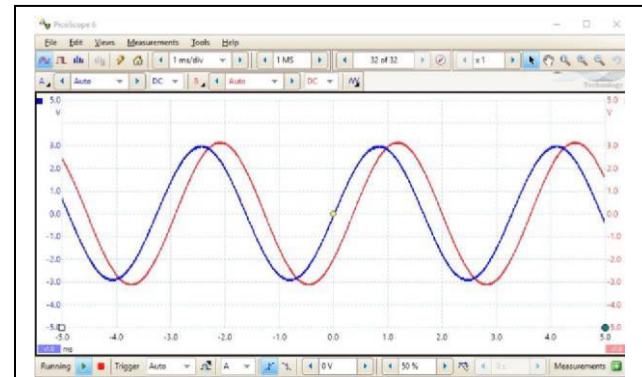 PicoScope 6
File Edit Views Measurements Tools Help
1 ms/div 1 MS 32 of 32 x1
A Auto DC B Auto DC
Technology
5.0 5.0
V V
3.0 3.0
2.0 2.0
1.0 1.0
0.0 0.0
-1.0 -1.0
-2.0 -2.0
-3.0 -3.0
-4.0 -4.0
-5.0 -5.0
-5.0 -4.0 -3.0 -2.0 -1.0 0.0 1.0 2.0 3.0 4.0 5.0
ms
Running Trigger Auto A 0 V 50 % 0 s Measurements